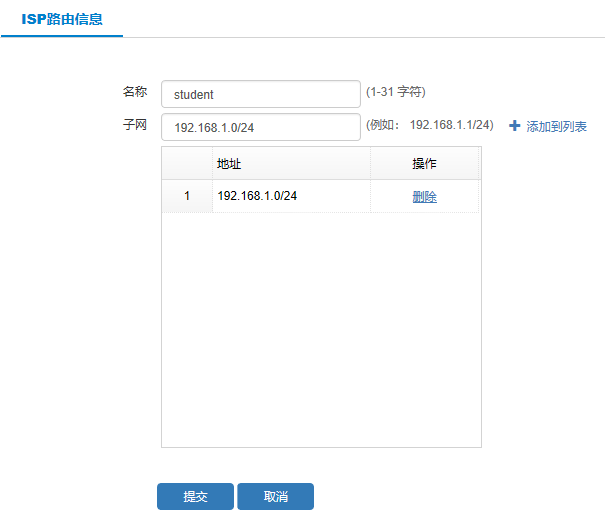 ISP路由信息
名称 student (1-31 字符)
子网 192.168.1.0/24 (例如： 192.168.1.1/24) 添加到列表
地址 操作
1 192.168.1.0/24 删除
提交 取消